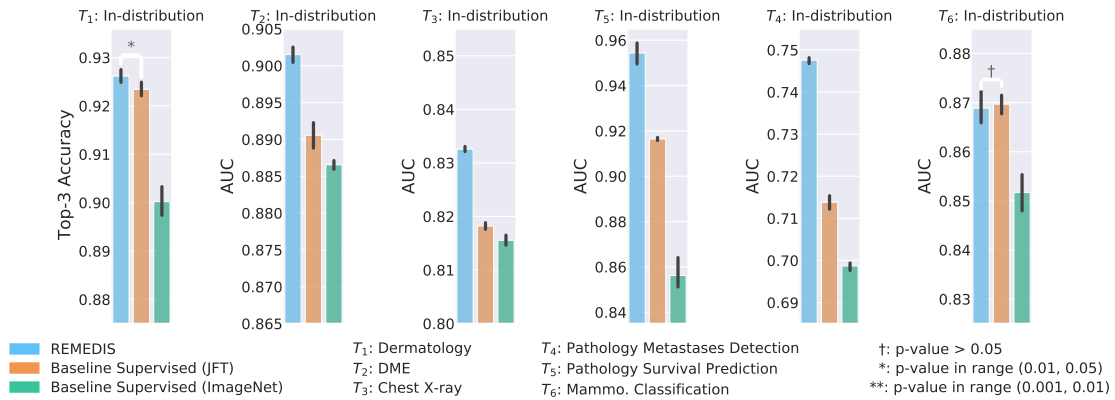 T1: In-distribution
Top-3 Accuracy
0.93
0.92
0.91
0.90
0.89
0.88
*
T2: In-distribution
AUC
0.905
0.900
0.895
0.890
0.885
0.880
0.875
0.870
0.865
T3: In-distribution
AUC
0.85
0.84
0.83
0.82
0.81
0.80
T5: In-distribution
AUC
0.96
0.94
0.92
0.90
0.88
0.86
0.84
T4: In-distribution
AUC
0.75
0.74
0.73
0.72
0.71
0.70
0.69
T6: In-distribution
AUC
0.88
0.87
0.86
0.85
0.84
0.83
†
REMEDIS
Baseline Supervised (JFT)
Baseline Supervised (ImageNet)
T1: Dermatology
T2: DME
T3: Chest X-ray
T4: Pathology Metastases Detection
T5: Pathology Survival Prediction
T6: Mammo. Classification
†: p-value > 0.05
*: p-value in range (0.01, 0.05)
**: p-value in range (0.001, 0.01)